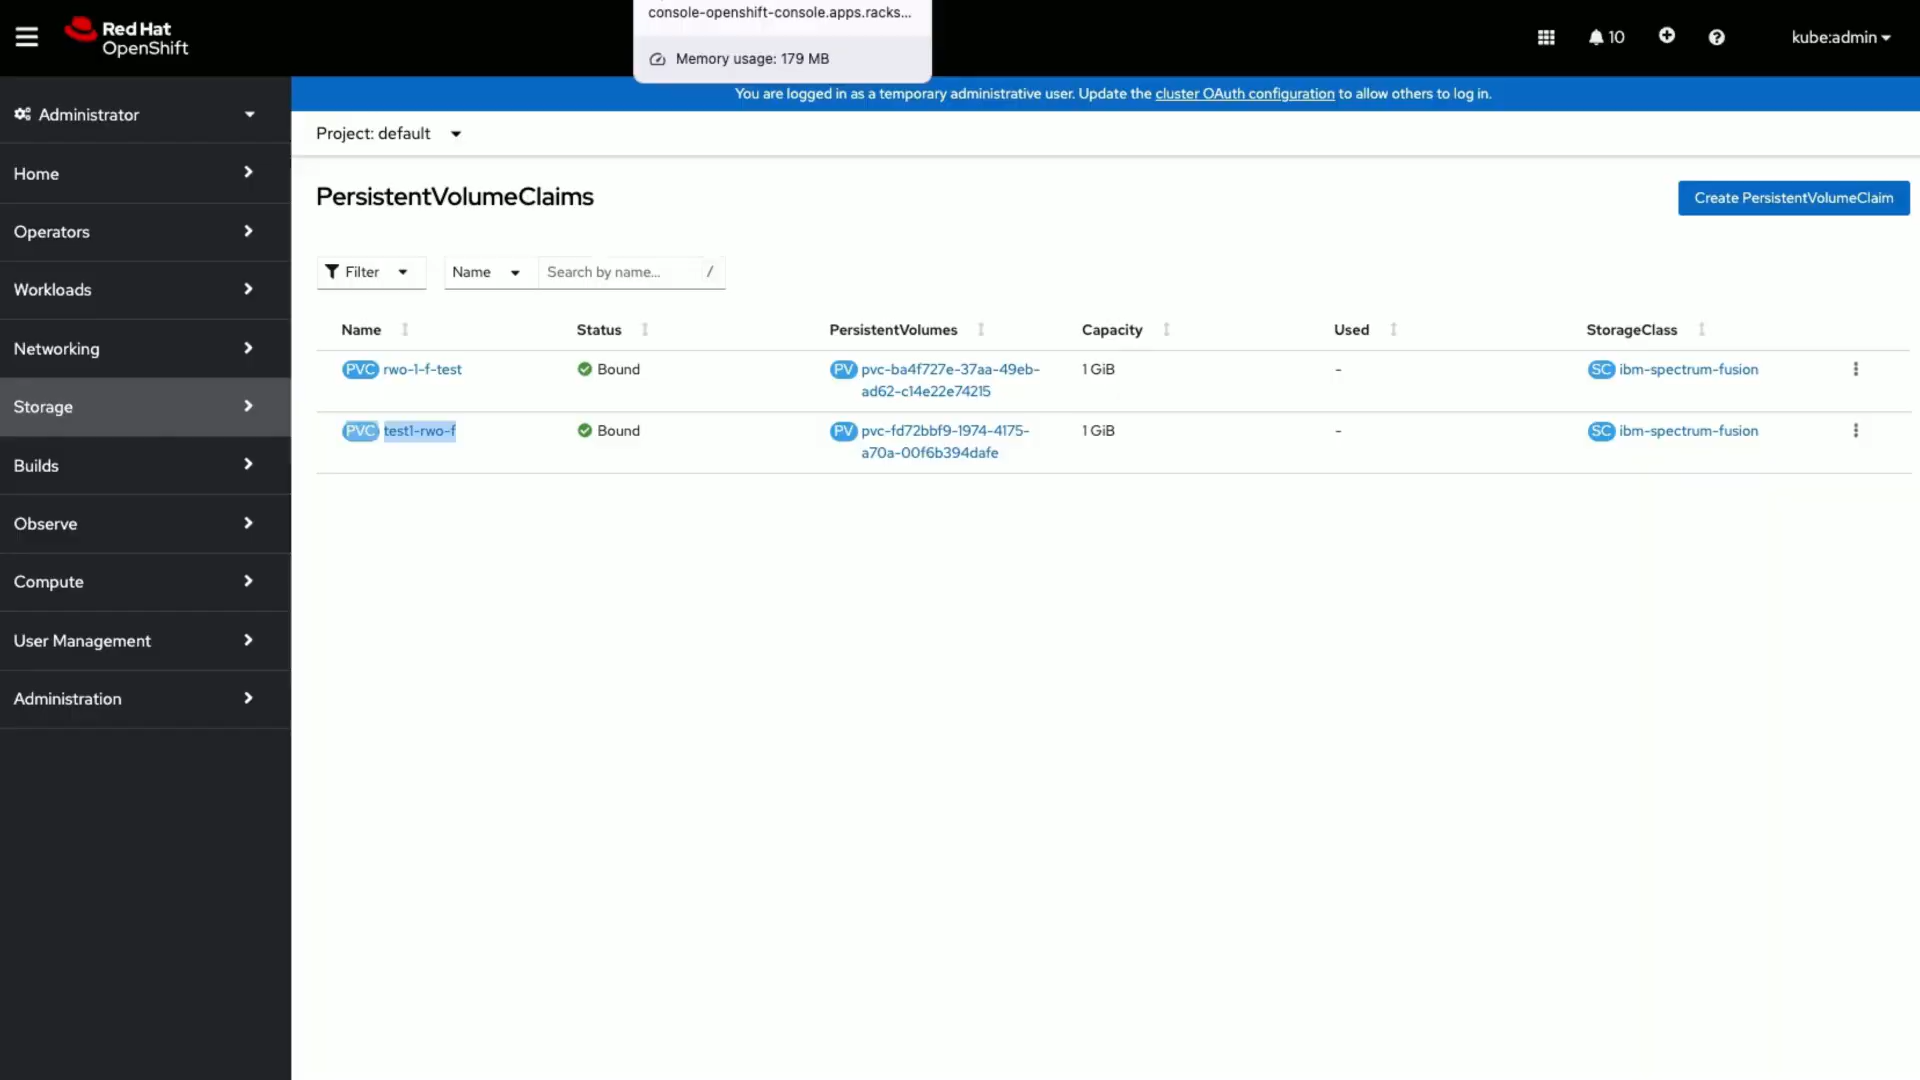 console-openshift-console.apps.racks...
Memory usage: 179 MB
Red Hat
OpenShift
10
kube:admin
You are logged in as a temporary administrative user. Update the cluster OAuth configuration to allow others to log in.
Administrator
Home
Operators
Workloads
Networking
Storage
Builds
Observe
Compute
User Management
Administration
Project: default
PersistentVolumeClaims
Create PersistentVolumeClaim
Filter
Name
Search by name...
/
Name Status PersistentVolumes Capacity Used StorageClass
PVC rwo-1-f-test Bound PV pvc-ba4f727e-37aa-49eb- 1 GiB - SC ibm-spectrum-fusion
ad62-c14e22e74215
PVC test1-rwo-f Bound PV pvc-fd72bbf9-1974-4175- 1 GiB - SC ibm-spectrum-fusion
a70a-00f6b394dafe